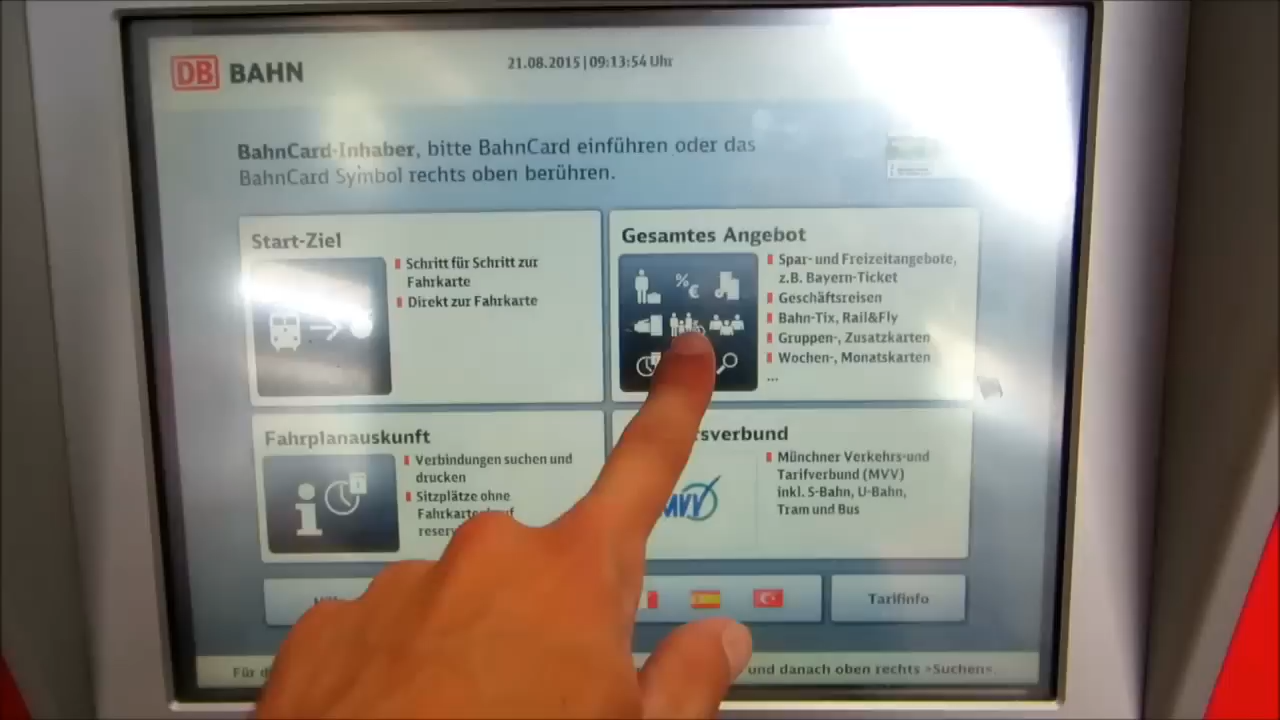 DB BAHN
21.08.2015 | 09:13:54 Uhr
BahnCard-Inhaber, bitte BahnCard einführen oder das
BahnCard Symbol rechts oben berühren.
Start-Ziel
Schritt für Schritt zur
Fahrkarte
Direkt zur Fahrkarte
Gesamtes Angebot
% €
Spar- und Freizeitangebote,
z.B. Bayern-Ticket
Geschäftsreisen
Bahn-Tix, Rail&Fly
Gruppen-, Zusatzkarten
Wochen-, Monatskarten
...
Fahrplanauskunft
i
Verbindungen suchen und
drucken
Sitzplätze ohne
rsverbund
MVV
Münchner Verkehrs-und
Tarifverbund (MVV)
inkl. S-Bahn, U-Bahn,
Tram und Bus
Tarifinfo
Für
und danach oben rechts »Suchen«.